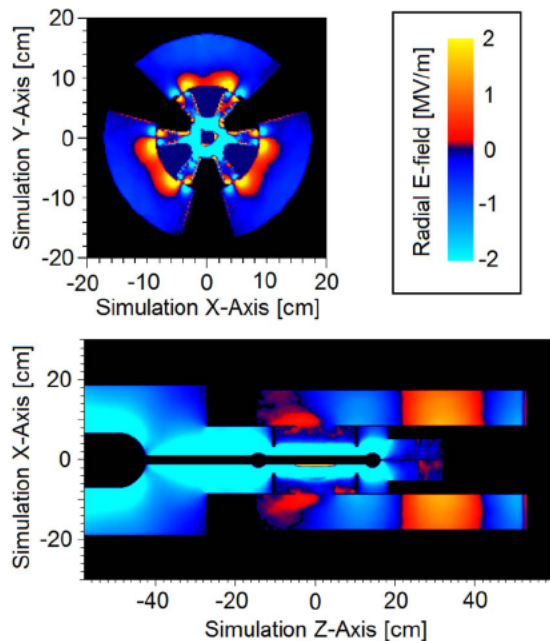 Simulation Y-Axis [cm]
20
10
0
-10
-20
-20 -10 0 10 20
Simulation X-Axis [cm]
Radial E-field [MV/m]
2
1
0
-1
-2
Simulation X-Axis [cm]
20
10
0
-10
-20
-40 -20 0 20 40
Simulation Z-Axis [cm]